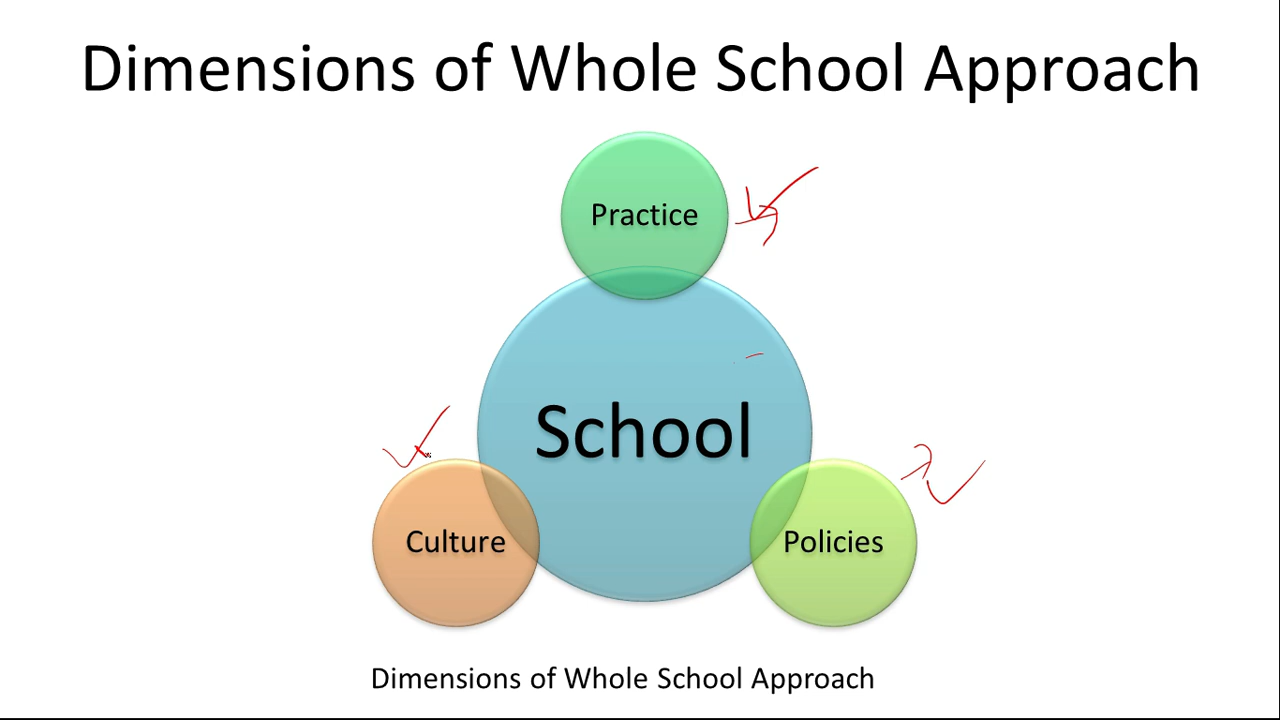 Dimensions of Whole School Approach
Practice
School
Culture
Policies
Dimensions of Whole School Approach